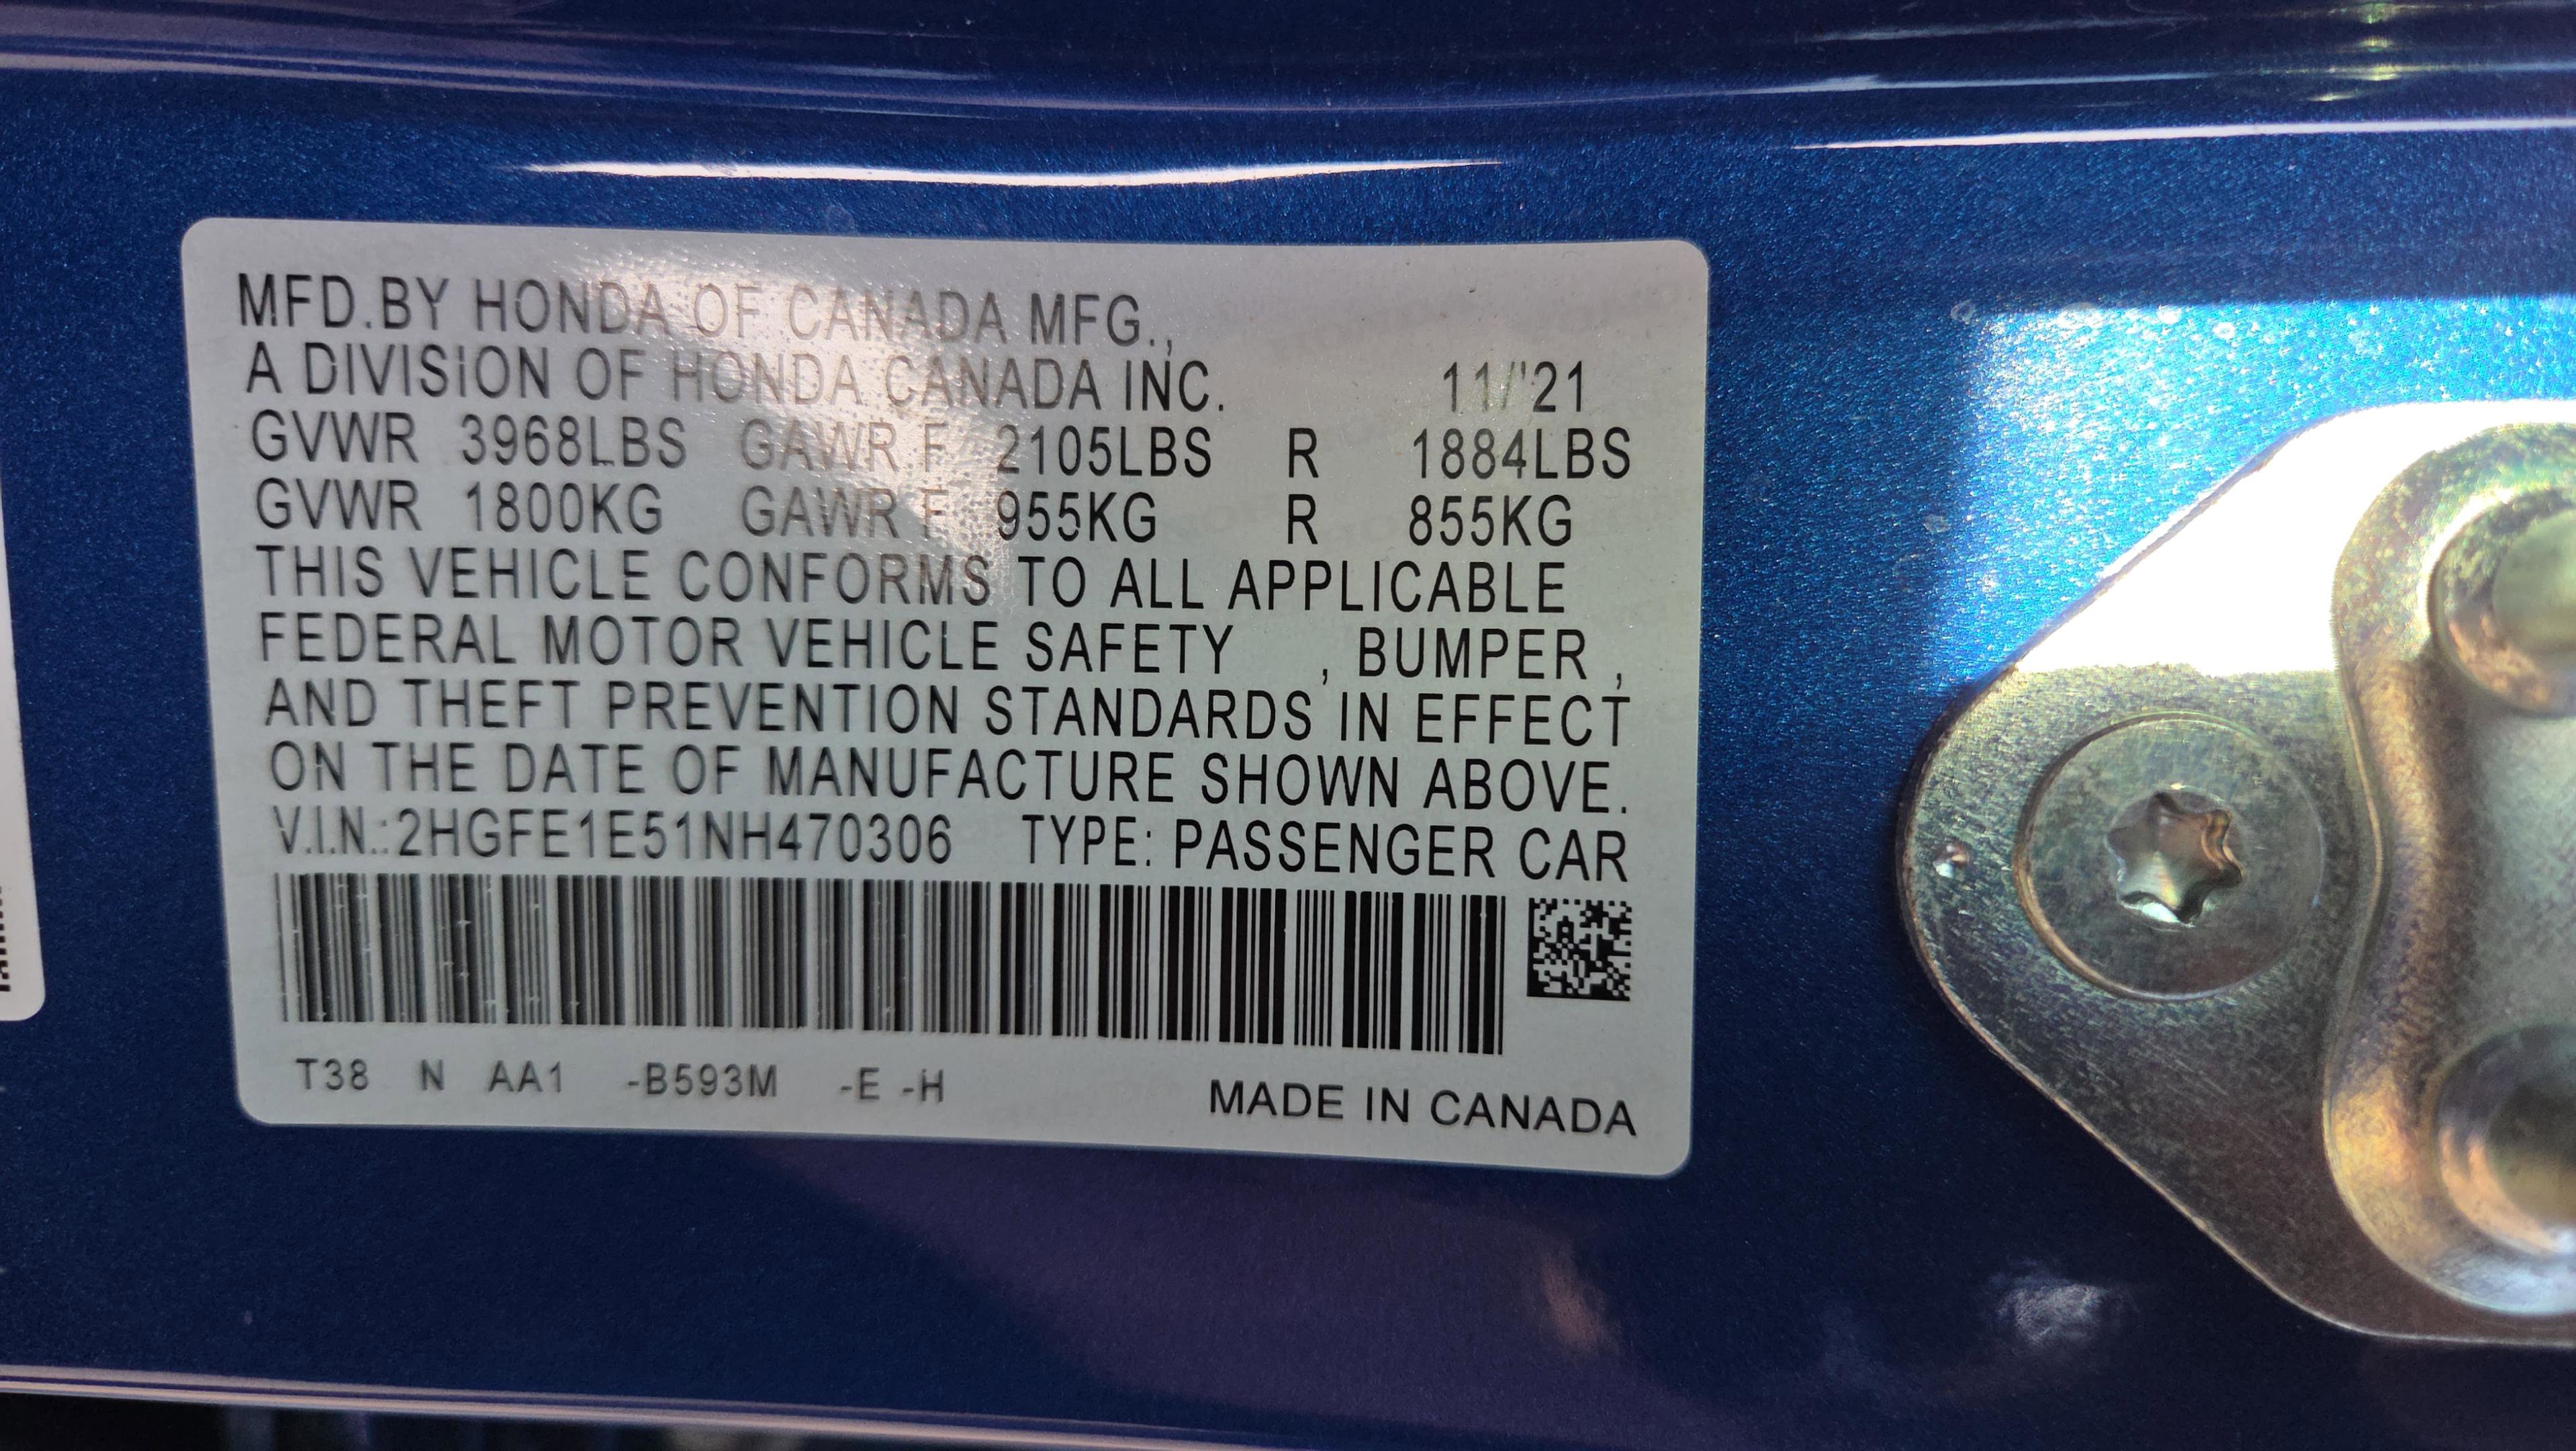 MFD.BY HONDA OF CANADA MFG.,
A DIVISION OF HONDA CANADA INC. 11/'21
GVWR 3968LBS GAWR F 2105LBS R 1884LBS
GVWR 1800KG GAWR F 955KG R 855KG
THIS VEHICLE CONFORMS TO ALL APPLICABLE
FEDERAL MOTOR VEHICLE SAFETY , BUMPER ,
AND THEFT PREVENTION STANDARDS IN EFFECT
ON THE DATE OF MANUFACTURE SHOWN ABOVE.
V.I.N.:2HGFE1E51NH470306 TYPE: PASSENGER CAR
T38 N AA1 -B593M -E -H
MADE IN CANADA